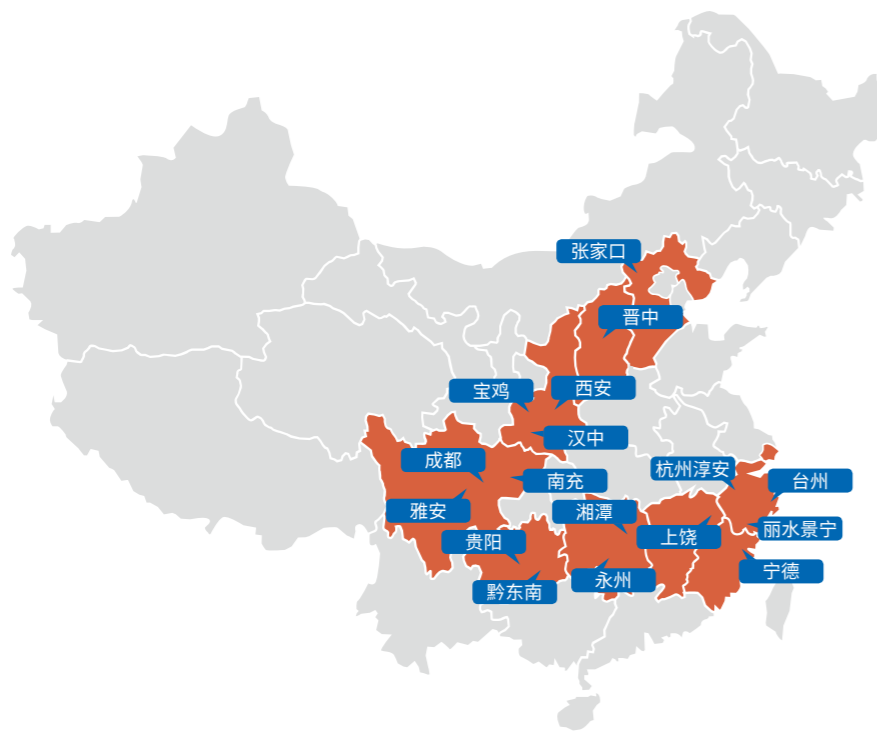 张家口
晋中
宝鸡
西安
汉中
成都
南充
杭州淳安
台州
雅安
湘潭
丽水景宁
上饶
贵阳
宁德
永州
黔东南